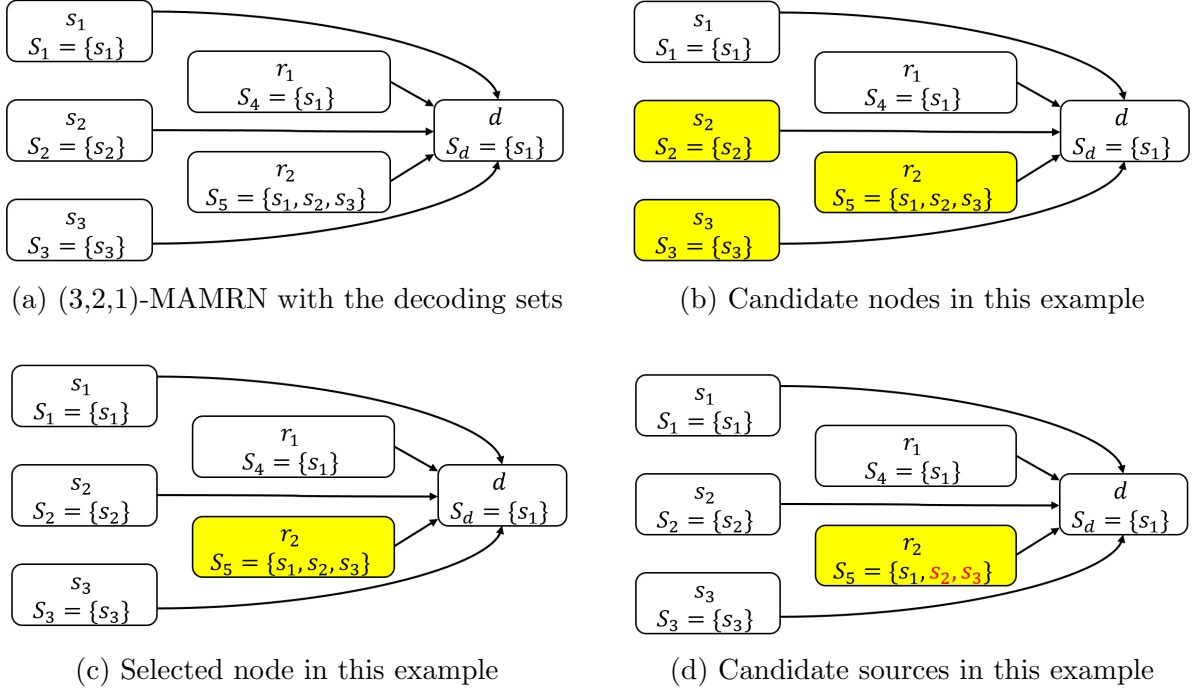 s₁
S₁ = {s₁}
r₁
S₄ = {s₁}
s₂
S₂ = {s₂}
d
S_d = {s₁}
r₂
S₅ = {s₁, s₂, s₃}
s₃
S₃ = {s₃}
(a) (3,2,1)-MAMRN with the decoding sets
s₁
S₁ = {s₁}
r₁
S₄ = {s₁}
s₂
S₂ = {s₂}
d
S_d = {s₁}
r₂
S₅ = {s₁, s₂, s₃}
s₃
S₃ = {s₃}
(b) Candidate nodes in this example
s₁
S₁ = {s₁}
r₁
S₄ = {s₁}
s₂
S₂ = {s₂}
d
S_d = {s₁}
r₂
S₅ = {s₁, s₂, s₃}
s₃
S₃ = {s₃}
(c) Selected node in this example
s₁
S₁ = {s₁}
r₁
S₄ = {s₁}
s₂
S₂ = {s₂}
d
S_d = {s₁}
r₂
S₅ = {s₁, s₂, s₃}
s₃
S₃ = {s₃}
(d) Candidate sources in this example